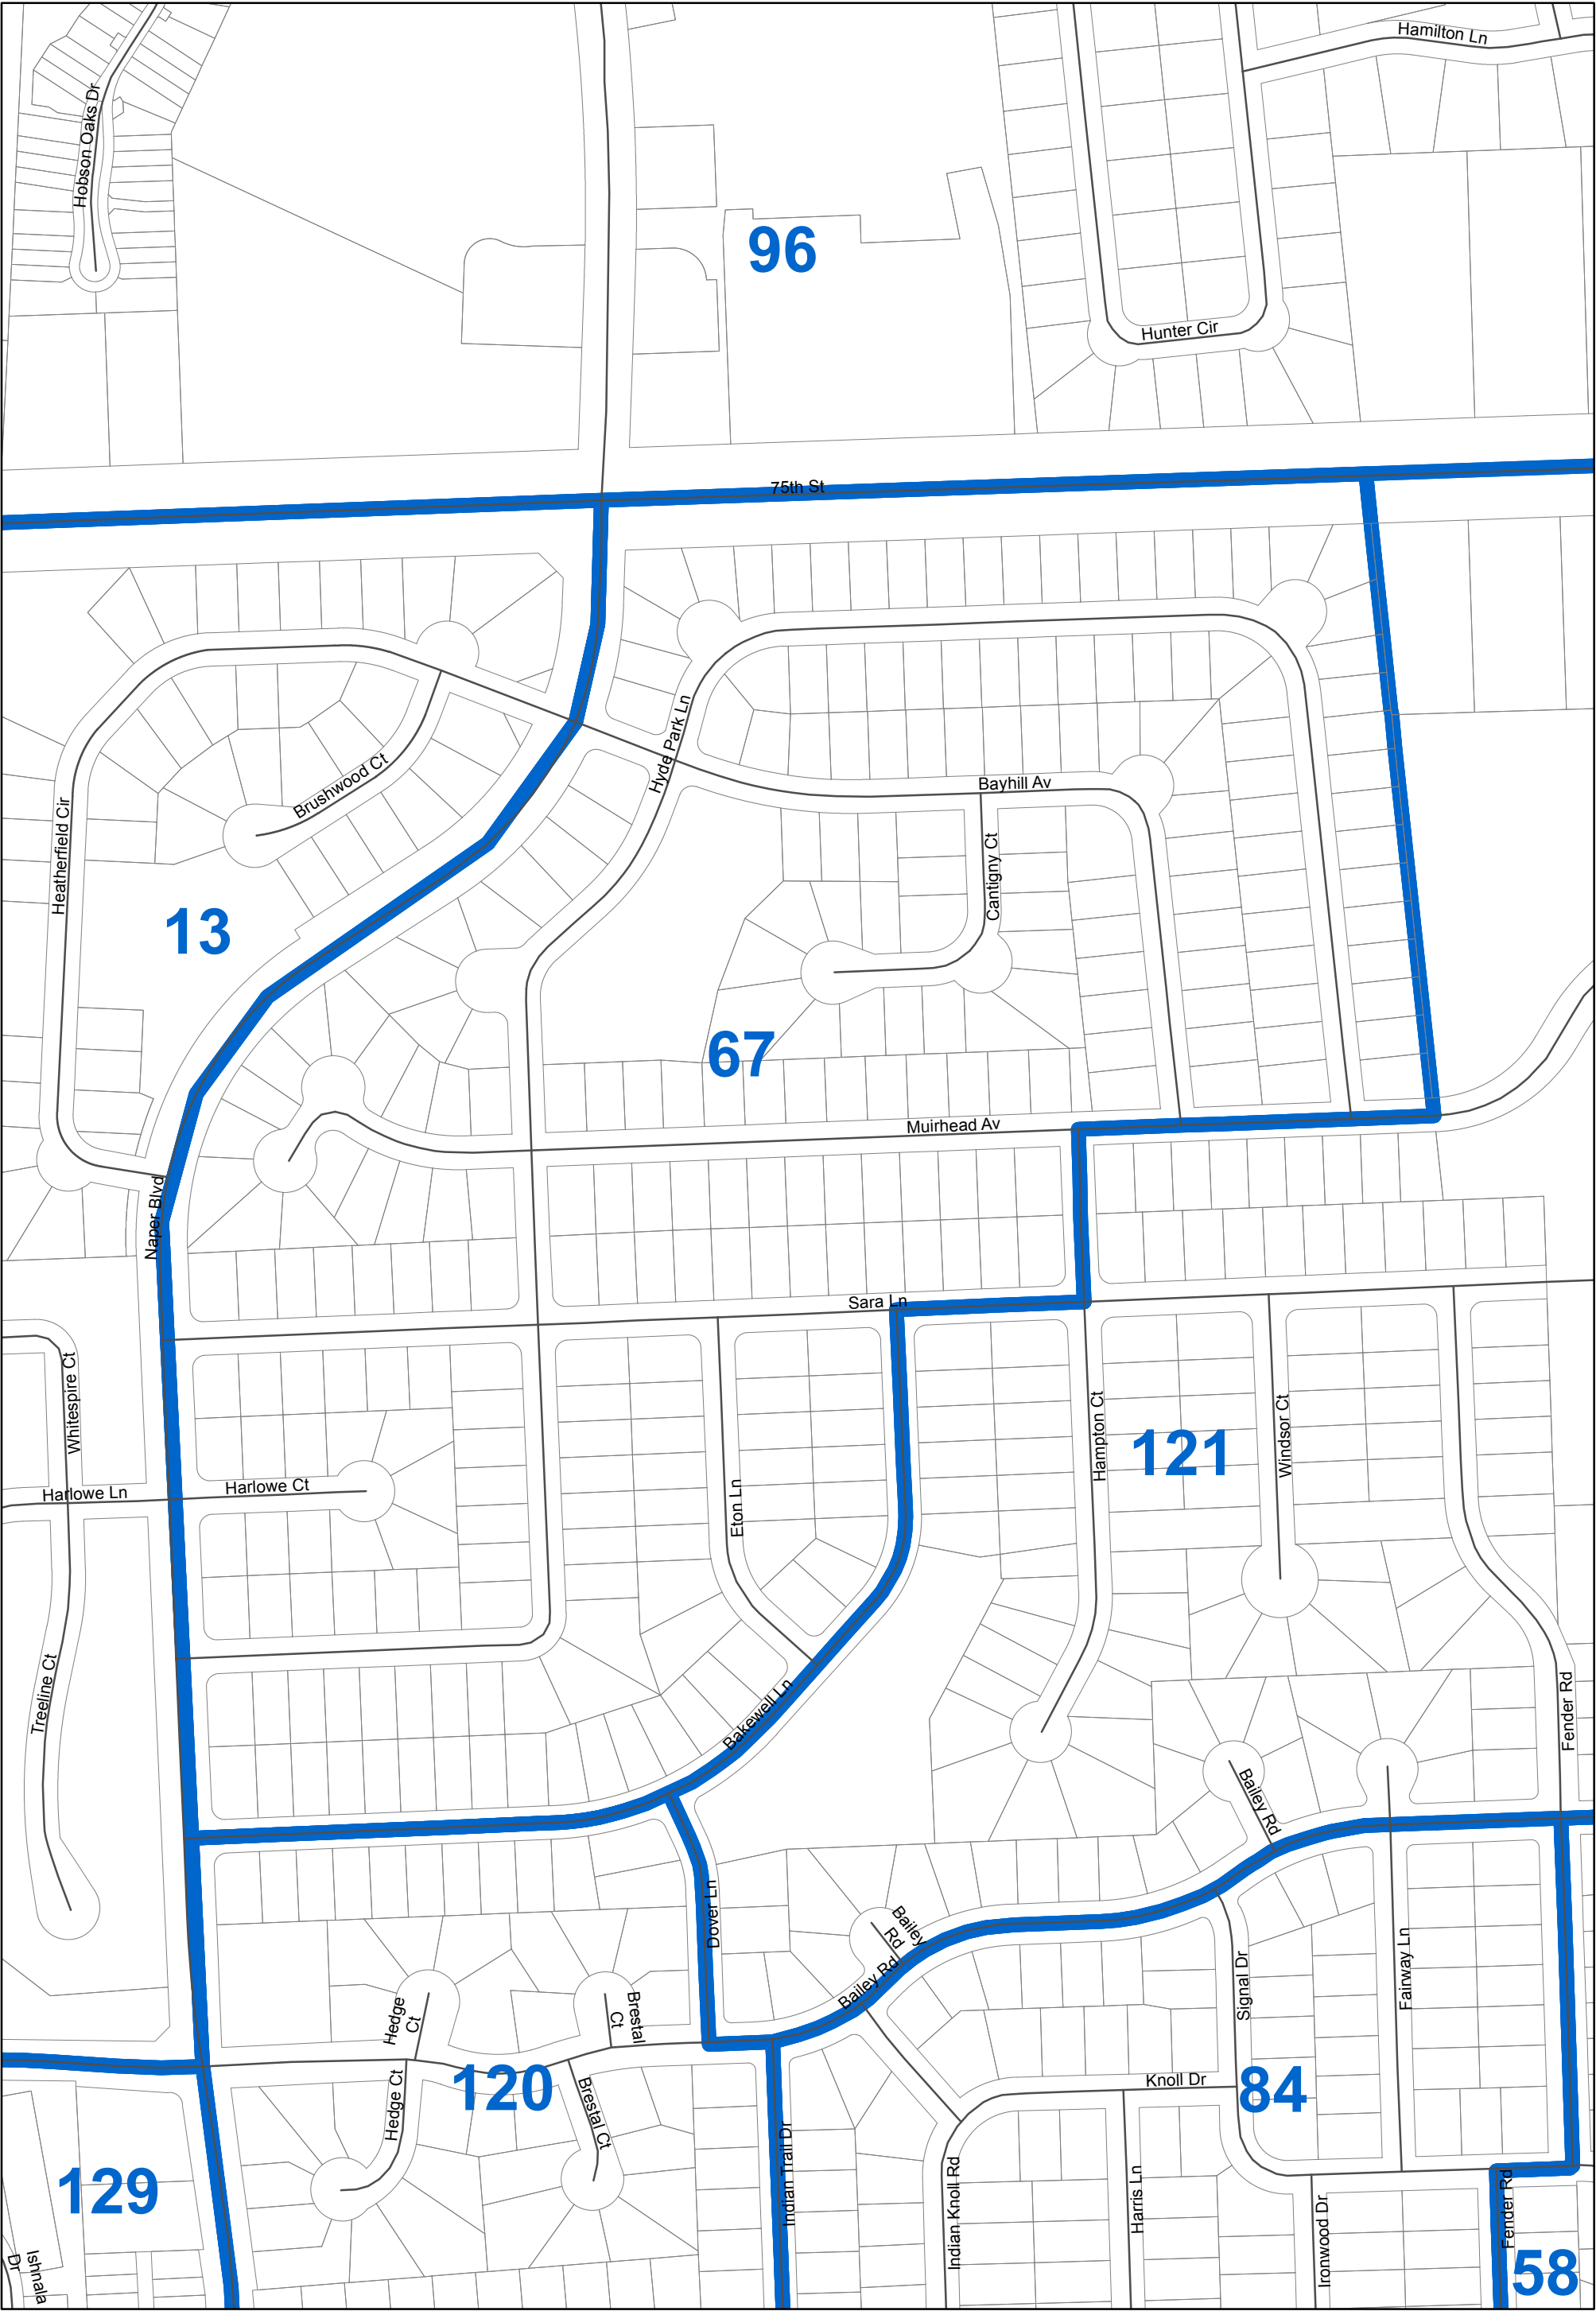 Hamilton Ln
Hobson Oaks Dr
96
Hunter Cir
75th St
Hyde Park Ln
Brushwood Ct
Bayhill Av
Heatherfield Cir
Cantigny Ct
13
67
Muirhead Av
Naper Blvd
Sara Ln
Whitespire Ct
Hampton Ct
Windsor Ct
121
Harlowe Ln
Harlowe Ct
Eton Ln
Treeline Ct
Bakewell Ln
Fender Rd
Bailey Rd
Dover Ln
Bailey
Rd
Bailey Rd
Signal Dr
Fairway Ln
Hedge
Ct
Brestal
Ct
120
Hedge Ct
Brestal Ct
Knoll Dr
84
129
Indian Trail Dr
Indian Knoll Rd
Harris Ln
Ironwood Dr
Fender Rd
Ishnala
Dr
58